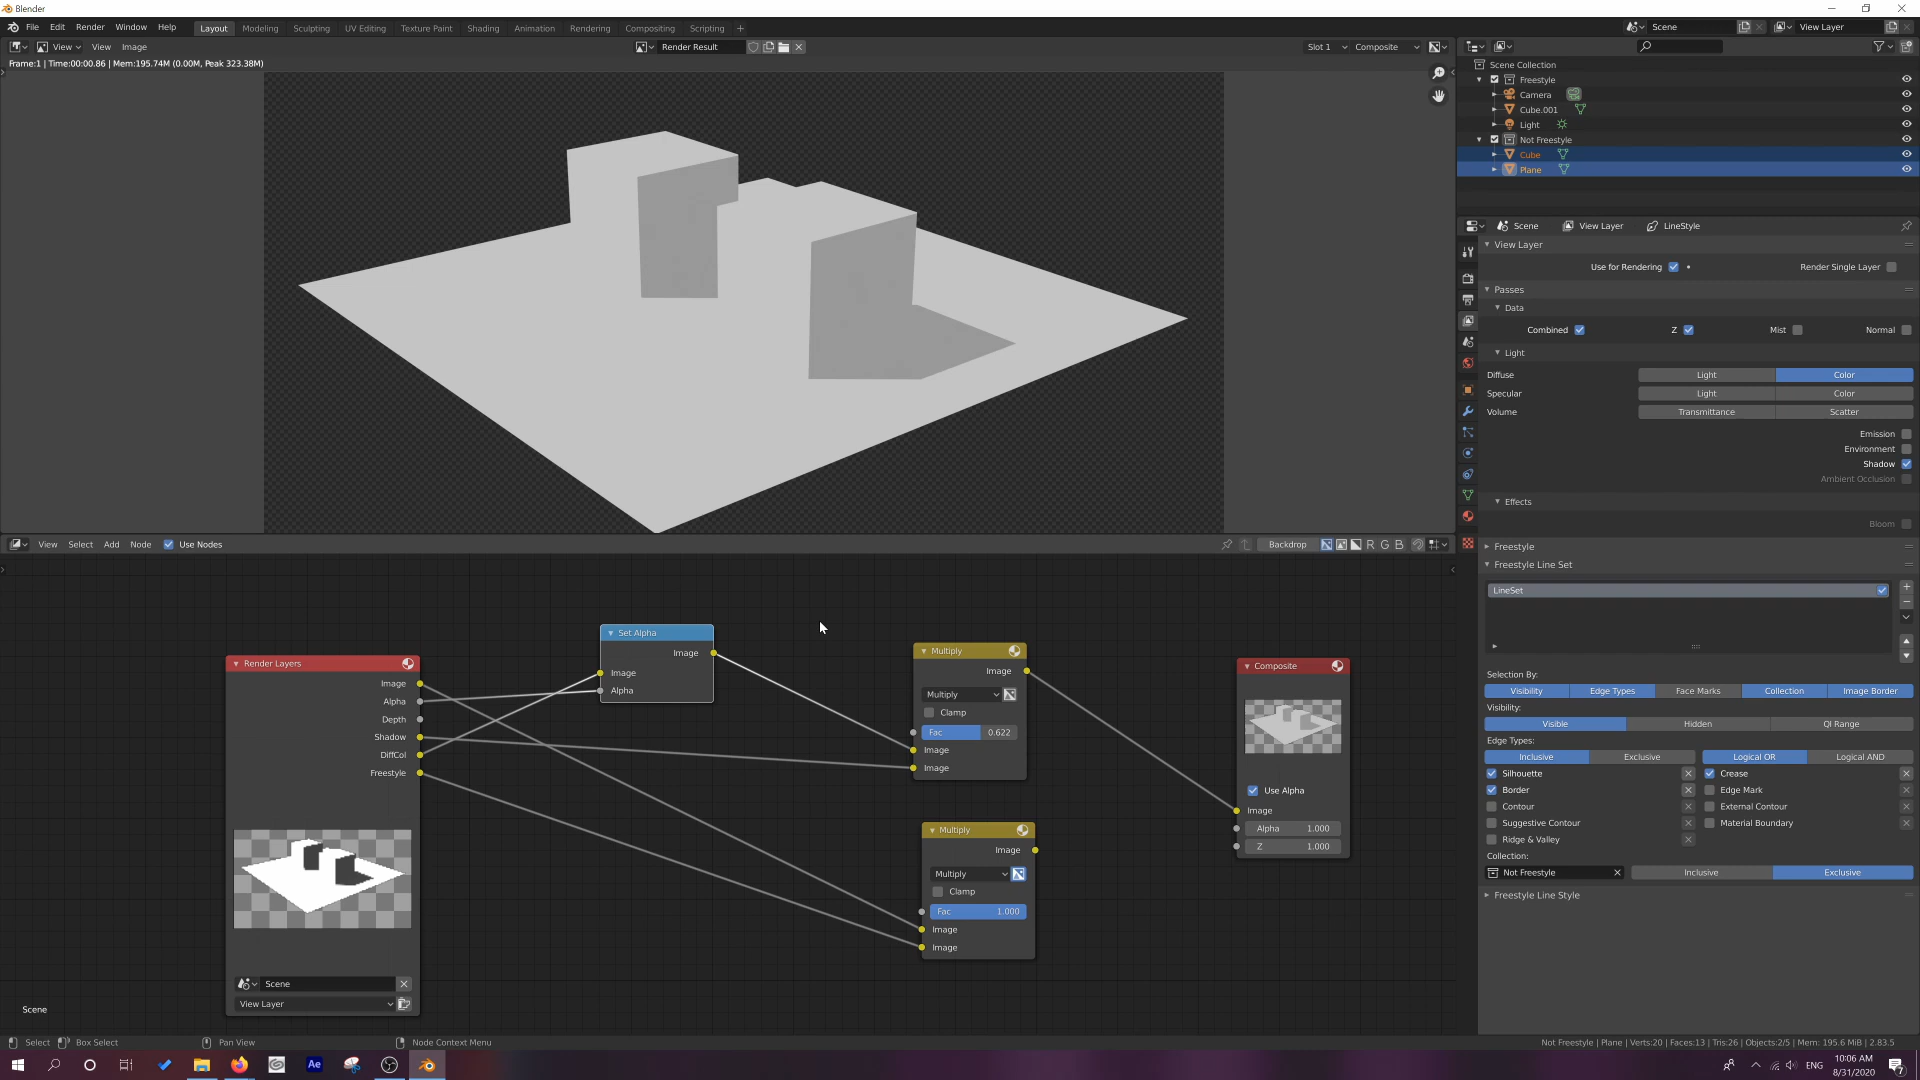 Blender
File Edit Render Window Help Layout Modeling Sculpting UV Editing Texture Paint Shading Animation Rendering Compositing Scripting + Scene View Layer
View View Image Render Result Slot 1 Composite
Frame:1 | Time:00:00.86 | Mem:195.74M (0.00M, Peak 323.38M)
Scene Collection
Freestyle
Camera
Cube.001
Light
Not Freestyle
Cube
Plane
Scene View Layer LineStyle
View Layer
Use for Rendering Render Single Layer
Passes
Data
Combined Z Mist Normal
Light
Diffuse Light Color
Specular Light Color
Volume Transmittance Scatter
Emission
Environment
Shadow
Ambient Occlusion
Effects
Bloom
Freestyle
Freestyle Line Set
LineSet
Selection By:
Visibility Edge Types Face Marks Collection Image Border
Visibility:
Visible Hidden QI Range
Edge Types:
Inclusive Exclusive Logical OR Logical AND
Silhouette Crease
Border Edge Mark
Contour External Contour
Suggestive Contour Material Boundary
Ridge & Valley
Collection:
Not Freestyle Inclusive Exclusive
Freestyle Line Style
View Select Add Node Use Nodes Backdrop R G B
Render Layers
Image
Alpha
Depth
Shadow
DiffCol
Freestyle
Scene
View Layer
Set Alpha
Image
Image
Alpha
Multiply
Image
Multiply
Clamp
Fac 0.622
Image
Image
Multiply
Image
Multiply
Clamp
Fac 1.000
Image
Image
Composite
Use Alpha
Image
Alpha 1.000
Z 1.000
Scene
Select Box Select Pan View Node Context Menu Not Freestyle | Plane | Verts:20 | Faces:13 | Tris:26 | Objects:2/5 | Mem: 195.6 MiB | 2.83.5
Ae ENG 10:06 AM
8/31/2020
7